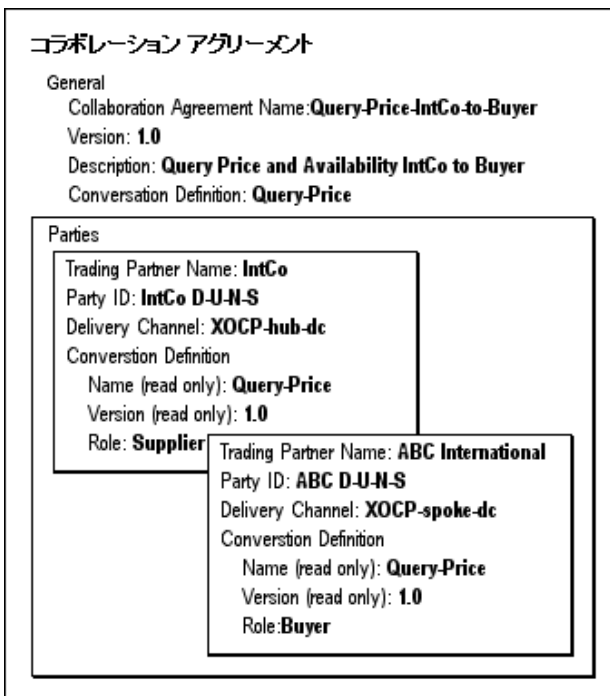 コラボレーション アグリーメント
General
Collaboration Agreement Name:Query-Price-IntCo-to-Buyer
Version: 1.0
Description: Query Price and Availability IntCo to Buyer
Conversation Definition: Query-Price
Parties
Trading Partner Name: IntCo
Party ID: IntCo D-U-N-S
Delivery Channel: XOCP-hub-dc
Converstion Definition
Name (read only): Query-Price
Version (read only): 1.0
Role: Supplier
Trading Partner Name: ABC International
Party ID: ABC D-U-N-S
Delivery Channel: XOCP-spoke-dc
Converstion Definition
Name (read only): Query-Price
Version (read only): 1.0
Role:Buyer